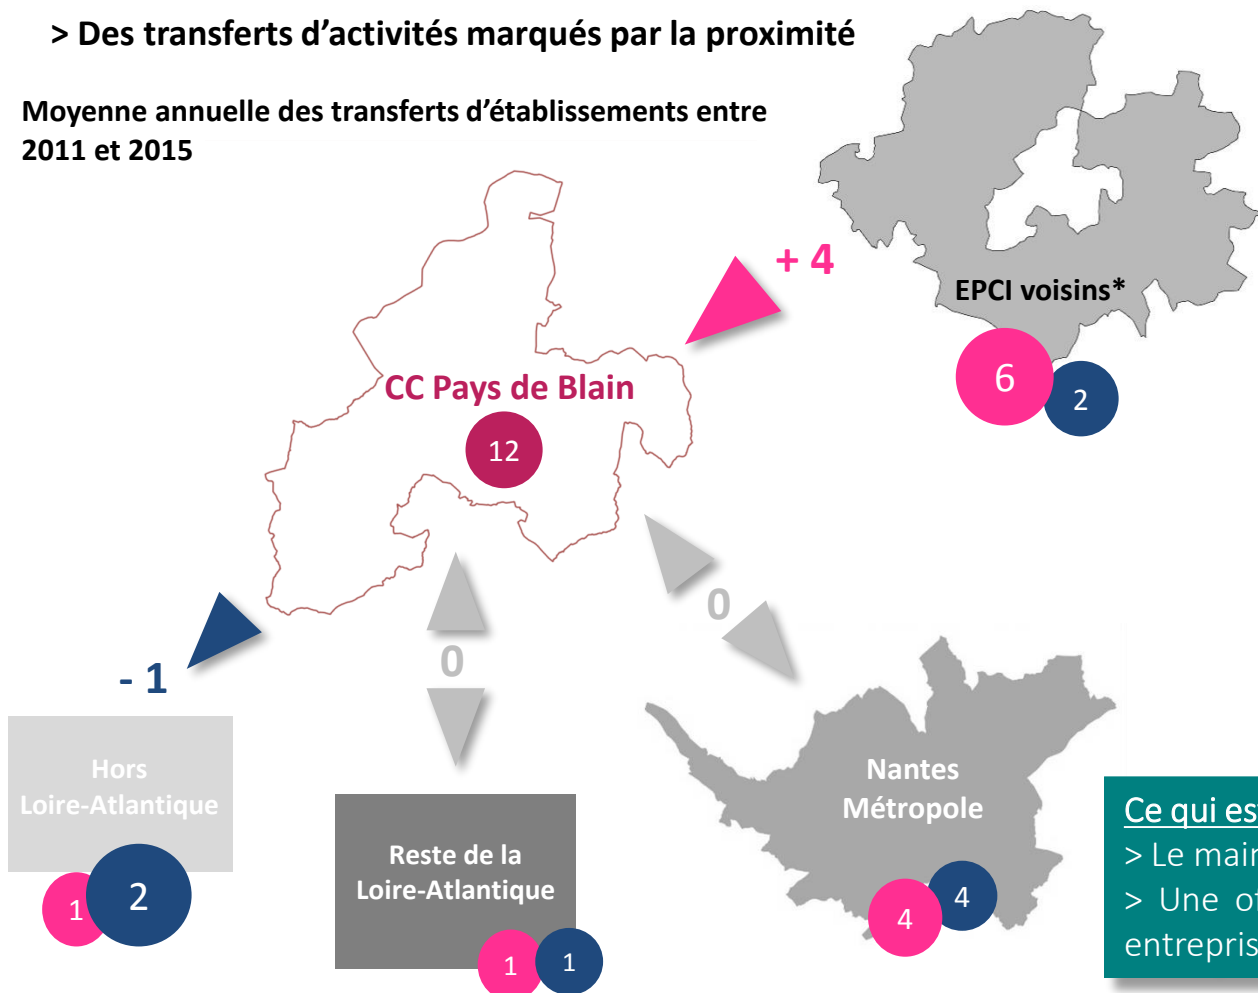 > Des transferts d’activités marqués par la proximité
Moyenne annuelle des transferts d’établissements entre
2011 et 2015
+ 4
EPCI voisins*
6
2
CC Pays de Blain
12
0
0
- 1
Hors
Loire-Atlantique
1
2
Reste de la
Loire-Atlantique
1
1
Nantes
Métropole
4
4
Ce qui es
> Le main
> Une of
entrepris